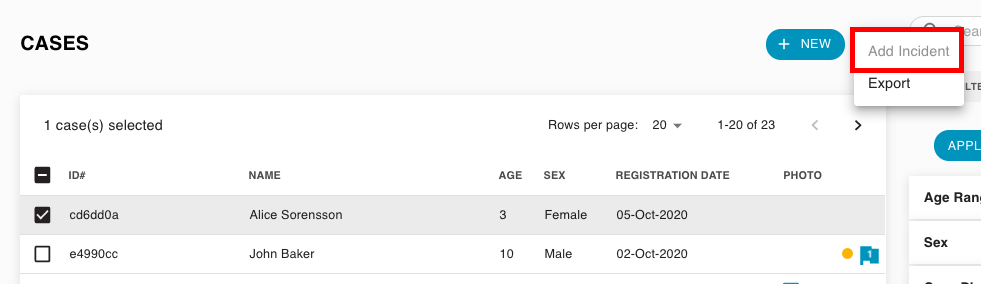 CASES
+ NEW
Add Incident
Export
1 case(s) selected
Rows per page: 20
1-20 of 23
APPL
ID# NAME AGE SEX REGISTRATION DATE PHOTO
cd6dd0a Alice Sorensson 3 Female 05-Oct-2020
e4990cc John Baker 10 Male 02-Oct-2020 1
Age Rang
Sex